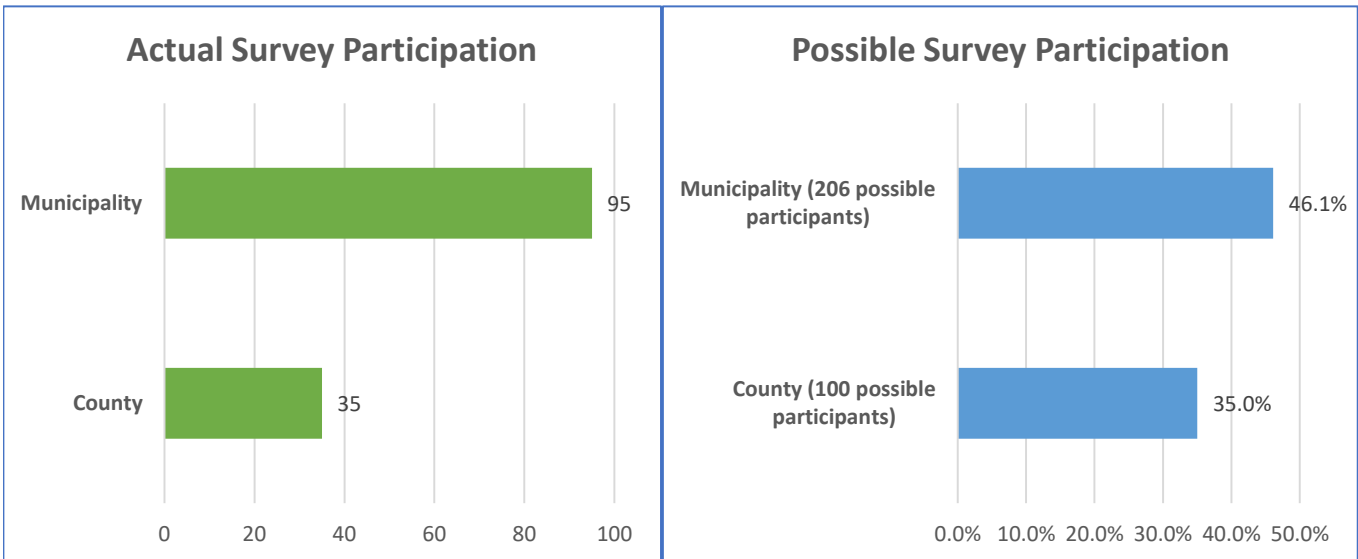 Actual Survey Participation
Municipality
95
County
35
0 20 40 60 80 100
Possible Survey Participation
Municipality (206 possible
participants)
46.1%
County (100 possible
participants)
35.0%
0.0% 10.0% 20.0% 30.0% 40.0% 50.0%